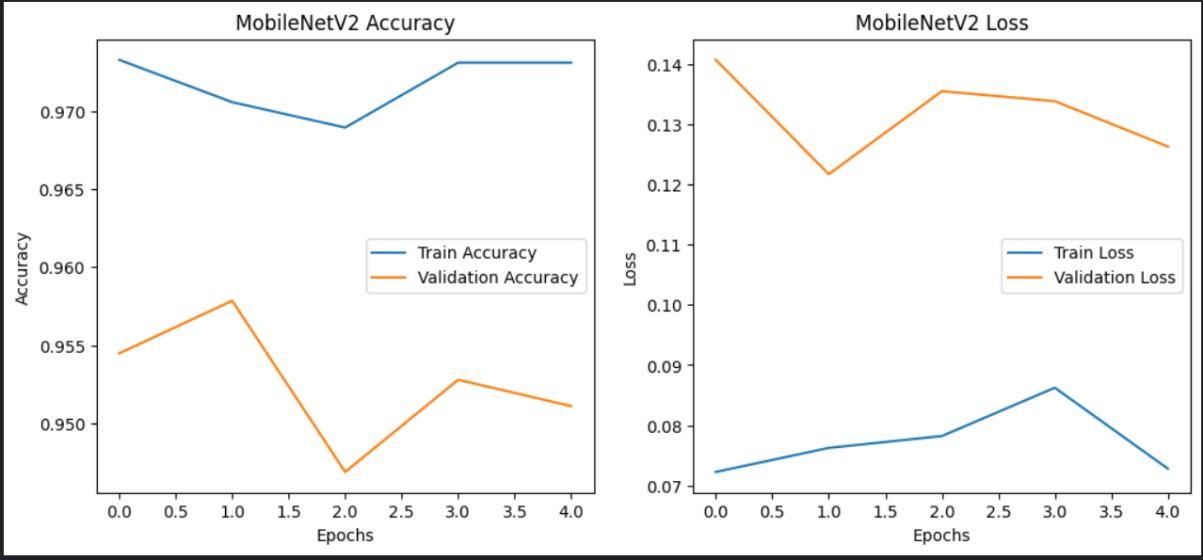 MobileNetV2 Accuracy
0.970
0.965
0.960
0.955
0.950
Accuracy
Train Accuracy
Validation Accuracy
0.0 0.5 1.0 1.5 2.0 2.5 3.0 3.5 4.0
Epochs
MobileNetV2 Loss
0.14
0.13
0.12
0.11
0.10
0.09
0.08
0.07
Loss
Train Loss
Validation Loss
0.0 0.5 1.0 1.5 2.0 2.5 3.0 3.5 4.0
Epochs